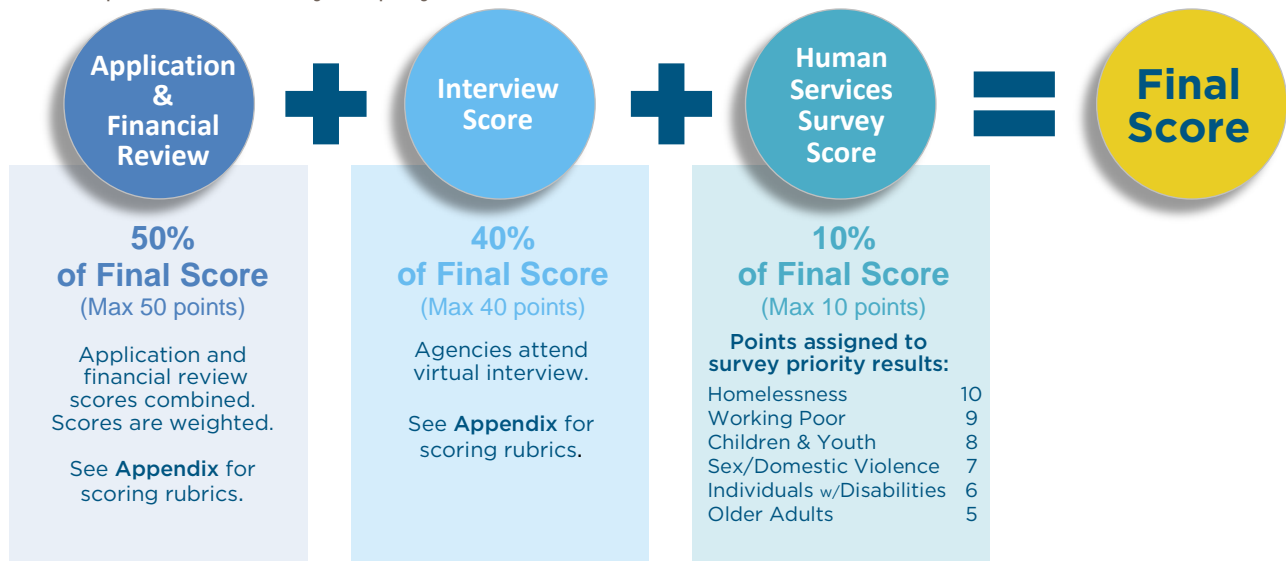 Application
&
Financial
Review
Interview
Score
Human
Services
Survey
Score
Final
Score
50%
of Final Score
(Max 50 points)
Application and
financial review
scores combined.
Scores are weighted.
See Appendix for
scoring rubrics.
40%
of Final Score
(Max 40 points)
Agencies attend
virtual interview.
See Appendix for
scoring rubrics.
10%
of Final Score
(Max 10 points)
Points assigned to
survey priority results:
Homelessness 10
Working Poor 9
Children & Youth 8
Sex/Domestic Violence 7
Individuals w/Disabilities 6
Older Adults 5